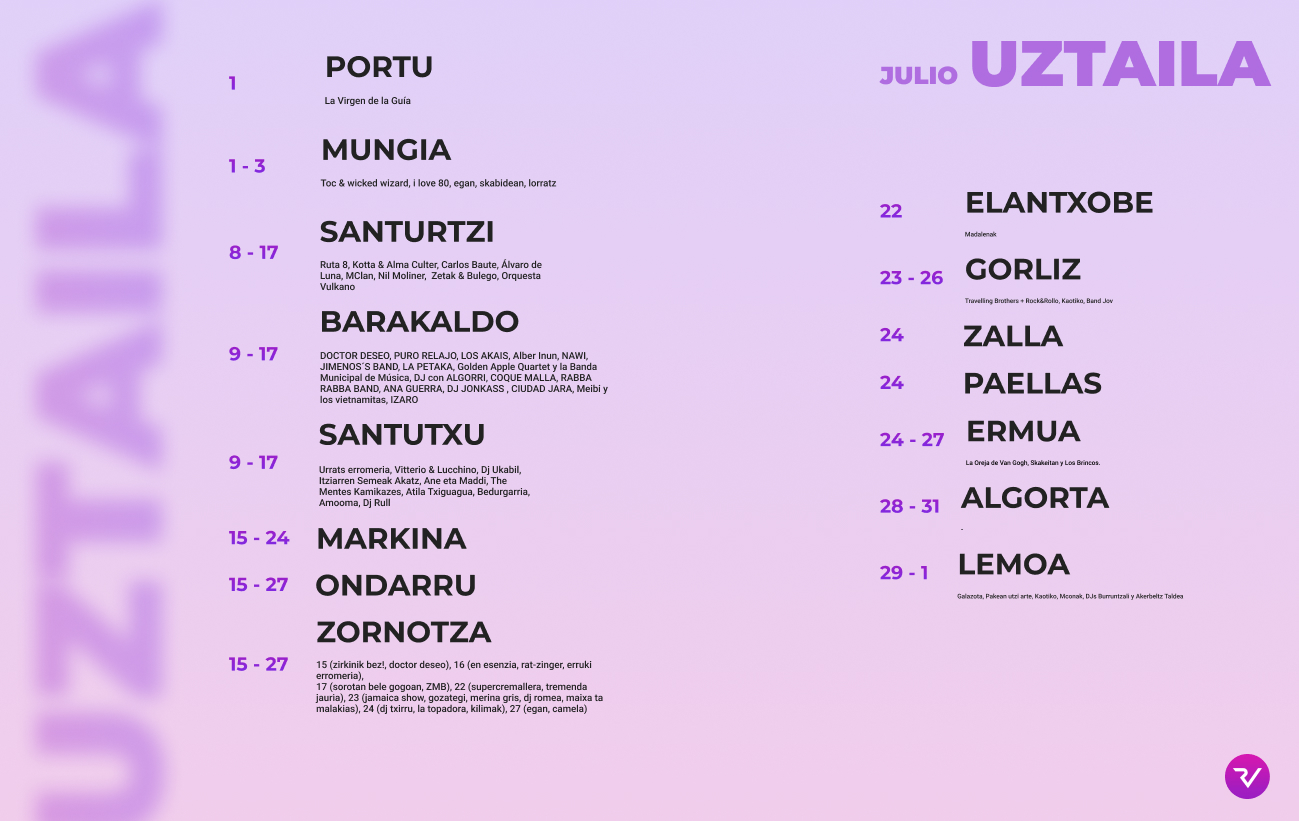 UZTAILA
JULIO UZTAILA
1
PORTU
La Virgen de la Guía
1 - 3
MUNGIA
Toc & wicked wizard, i love 80, egan, skabidean, lorratz
8 - 17
SANTURTZI
Ruta 8, Kotta & Alma Culter, Carlos Baute, Álvaro de
Luna, MClan, Nil Moliner,  Zetak & Bulego, Orquesta
Vulkano
9 - 17
BARAKALDO
DOCTOR DESEO, PURO RELAJO, LOS AKAIS, Alber Inun, NAWI,
JIMENOS´S BAND, LA PETAKA, Golden Apple Quartet y la Banda
Municipal de Música, DJ con ALGORRI, COQUE MALLA, RABBA
RABBA BAND, ANA GUERRA, DJ JONKASS , CIUDAD JARA, Meibi y
los vietnamitas, IZARO
9 - 17
SANTUTXU
Urrats erromeria, Vitterio & Lucchino, Dj Ukabil,
Itziarren Semeak Akatz, Ane eta Maddi, The
Mentes Kamikazes, Atila Txiguagua, Bedurgarria,
Amooma, Dj Rull
15 - 24
MARKINA
15 - 27
ONDARRU
15 - 27
ZORNOTZA
15 (zirkinik bez!, doctor deseo), 16 (en esenzia, rat-zinger, erruki
erromeria),
17 (sorotan bele gogoan, ZMB), 22 (supercremallera, tremenda
jauria), 23 (jamaica show, gozategi, merina gris, dj romea, maixa ta
malakias), 24 (dj txirru, la topadora, kilimak), 27 (egan, camela)
22
ELANTXOBE
Madalenak
23 - 26
GORLIZ
Travelling Brothers + Rock&Rollo, Kaotiko, Band Jov
24
ZALLA
24
PAELLAS
24 - 27
ERMUA
La Oreja de Van Gogh, Skakeitan y Los Brincos.
28 - 31
ALGORTA
.
29 - 1
LEMOA
Galazota, Pakean utzi arte, Kaotiko, Mconak, DJs Burruntzali y Akerbeltz Taldea
RV